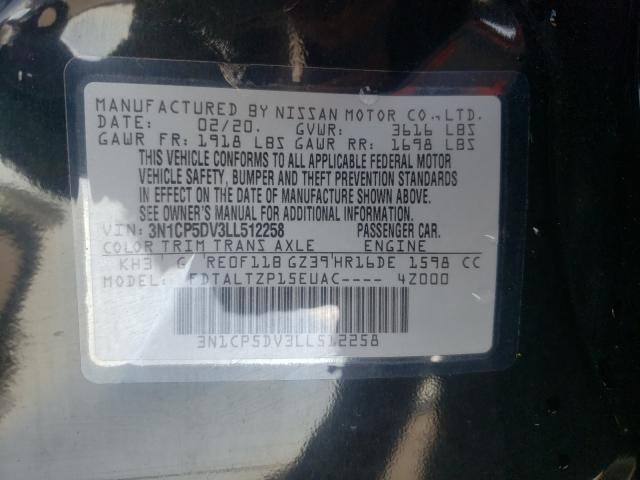 MANUFACTURED BY NISSAN MOTOR CO.,LTD.
DATE: 02/20. GVWR: 3616 LBS
GAWR FR: 1918 LBS GAWR RR: 1698 LBS
THIS VEHICLE CONFORMS TO ALL APPLICABLE FEDERAL MOTOR
VEHICLE SAFETY, BUMPER AND THEFT PREVENTION STANDARDS
IN EFFECT ON THE DATE OF MANUFACTURE SHOWN ABOVE.
SEE OWNER'S MANUAL FOR ADDITIONAL INFORMATION.
VIN: 3N1CP5DV3LL512258 PASSENGER CAR.
COLOR TRIM TRANS AXLE ENGINE
KH3 G RE0F11B GZ39 HR16DE 1598 CC
MODEL: FDTALTZP15EUAC---- 4Z000
3N1CP5DV3LL512258